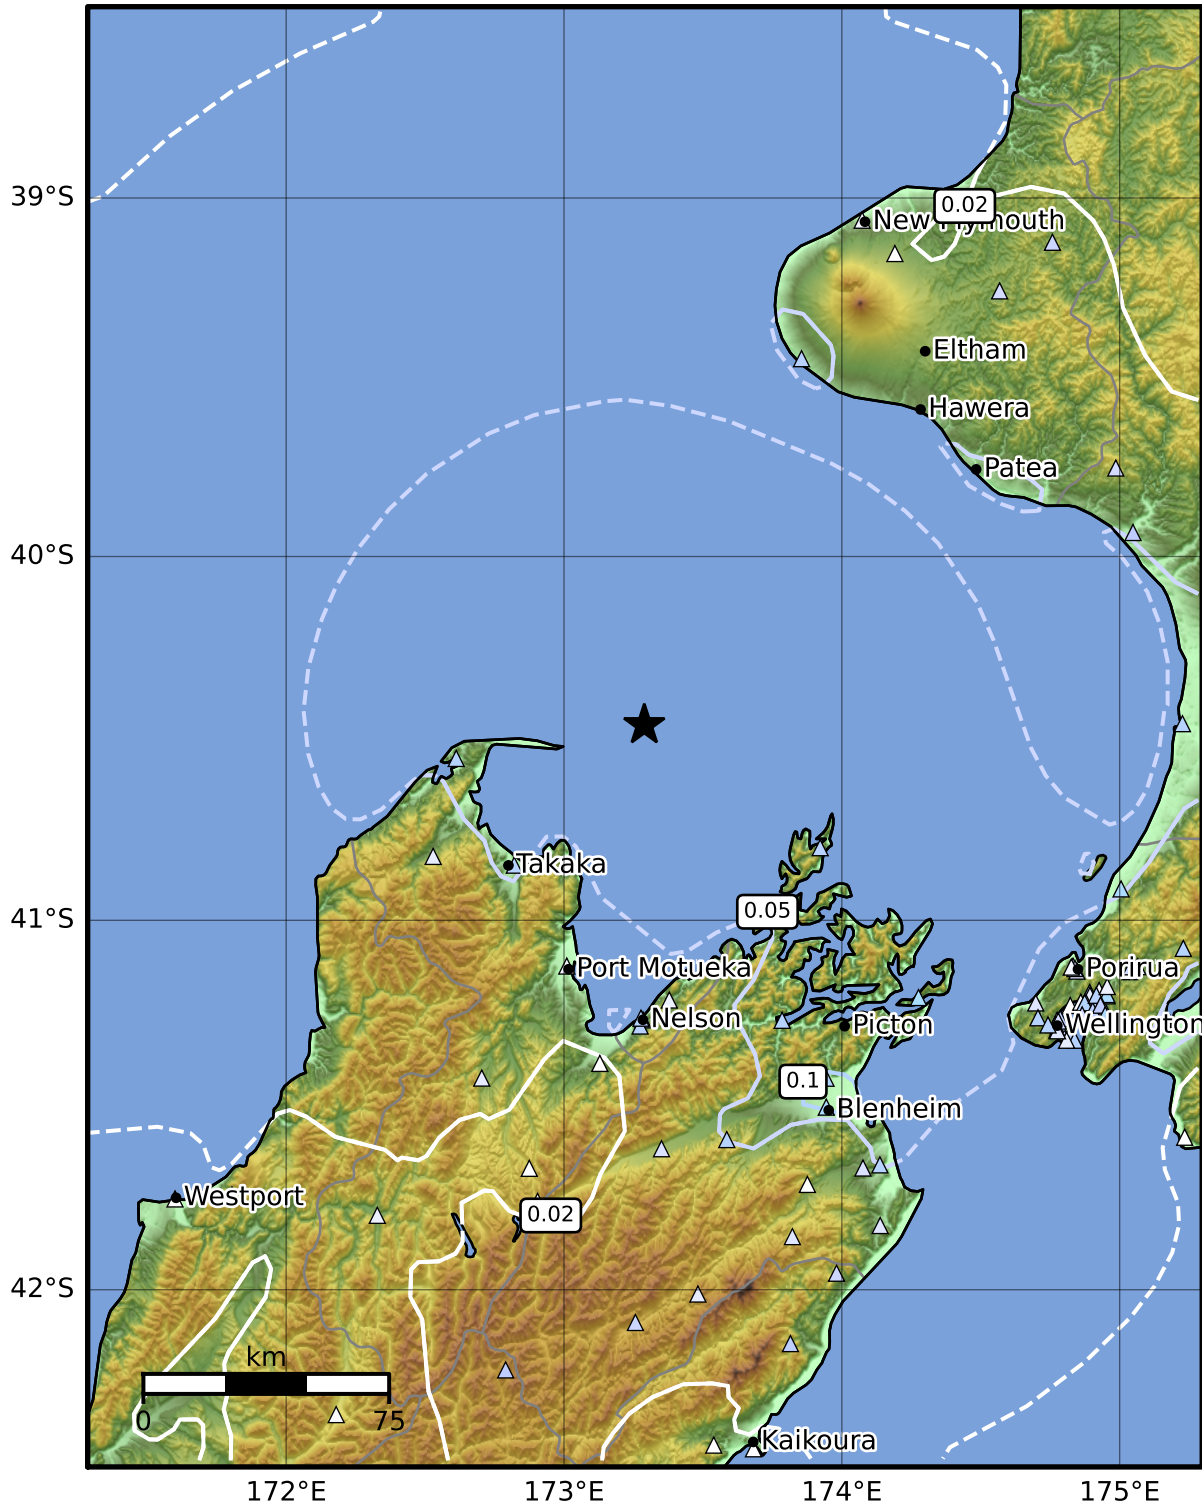 39°S
0.02
New Plymouth
Eltham
Hawera
Patea
40°S
Takaka
41°S
0.05
Port Motueka
Porirua
Nelson
Picton
Wellington
0.1
Blenheim
Westport
0.02
42°S
km
0
75
Kaikoura
172°E
173°E
174°E
175°E